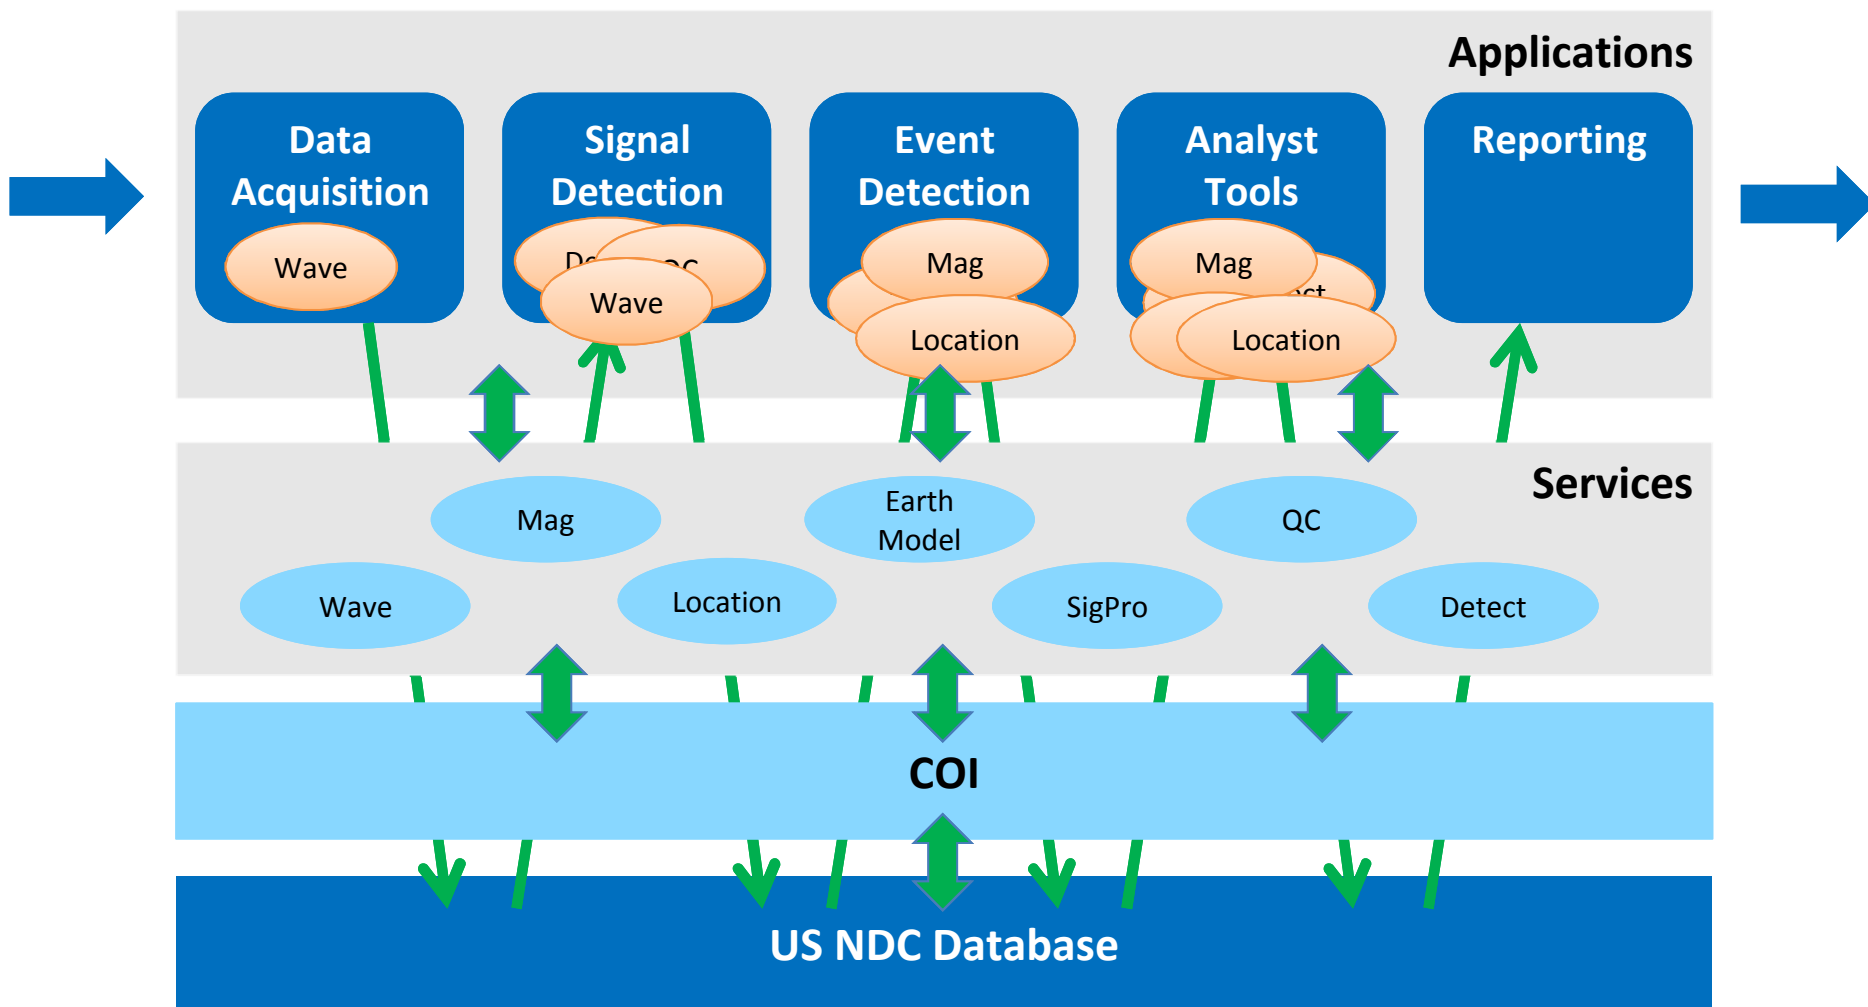 Applications
Data
Acquisition
Signal
Detection
Event
Detection
Analyst
Tools
Reporting
Wave
Wave
Mag
Location
Mag
Location
Services
Mag
Earth
Model
QC
Wave
Location
SigPro
Detect
COI
US NDC Database